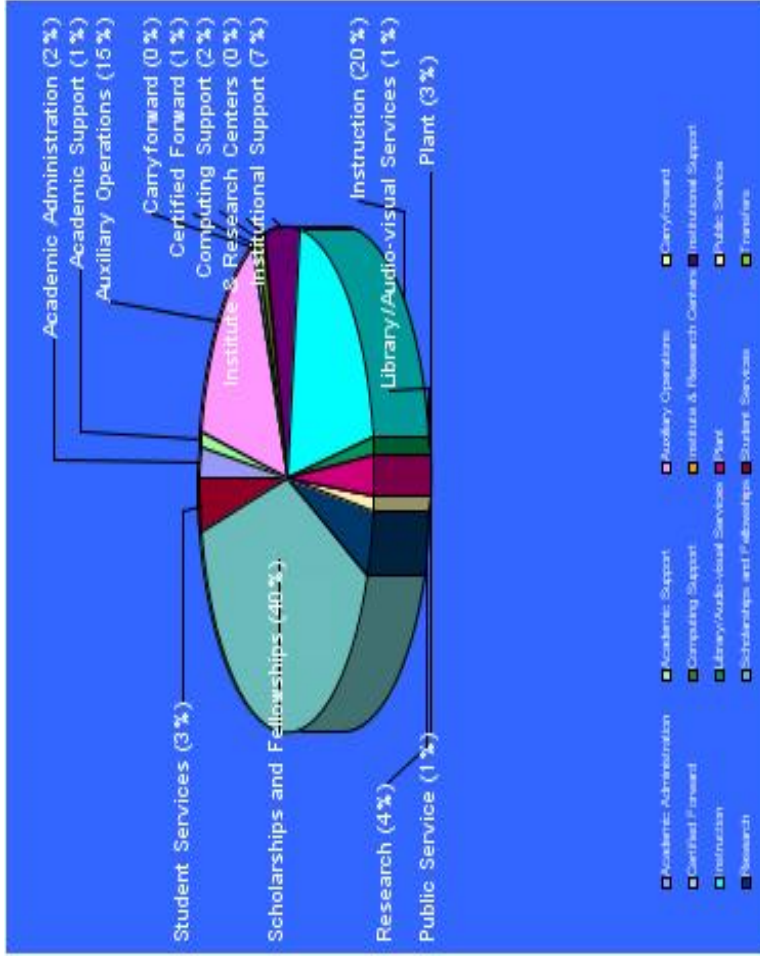 Academic Administration (2%)
Academic Support (1%)
Auxiliary Operations (15%)
Carryforward (0%)
Certified Forward (1%)
Computing Support (2%)
Institute & Research Centers (0%)
Institutional Support (7%)
Instruction (20%)
Library/Audio-visual Services (1%)
Plant (3%)
Student Services (3%)
Scholarships and Fellowships (40%)
Research (4%)
Public Service (1%)
Academic Administration Academic Support Auxiliary Operations Carryforward
Certified Forward Computing Support Institute & Research Centers Institutional Support
Instruction Library/Audio-visual Services Plant Public Service
Research Scholarships and Fellowships Student Services Transfers